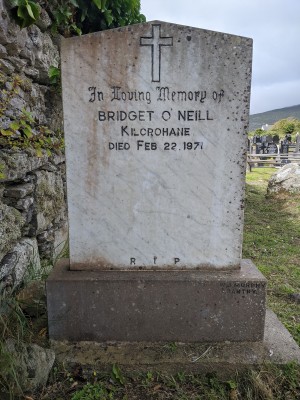 In Loving Memory of
BRIDGET O'NEILL
KILCROHANE
DIED FEB 22.1971
R I P